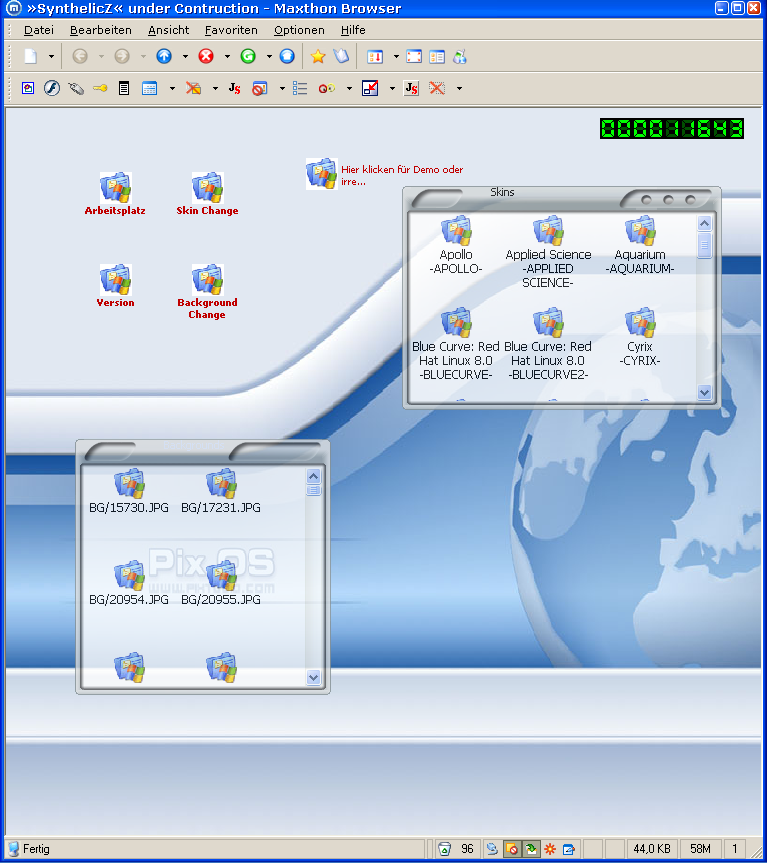 »SynthelicZ« under Contruction - Maxthon Browser
Datei Bearbeiten Ansicht Favoriten Optionen Hilfe
000011643
Hier klicken für Demo oder
irre...
Arbeitsplatz Skin Change
Version Background
Change
Skins
Apollo
-APOLLO-
Applied Science
-APPLIED
SCIENCE-
Aquarium
-AQUARIUM-
Blue Curve: Red
Hat Linux 8.0
-BLUECURVE-
Blue Curve: Red
Hat Linux 8.0
-BLUECURVE2-
Cyrix
-CYRIX-
BG/15730.JPG BG/17231.JPG
Pix OS
BG/20954.JPG BG/20955.JPG
Fertig 96 44,0 KB 58M 1